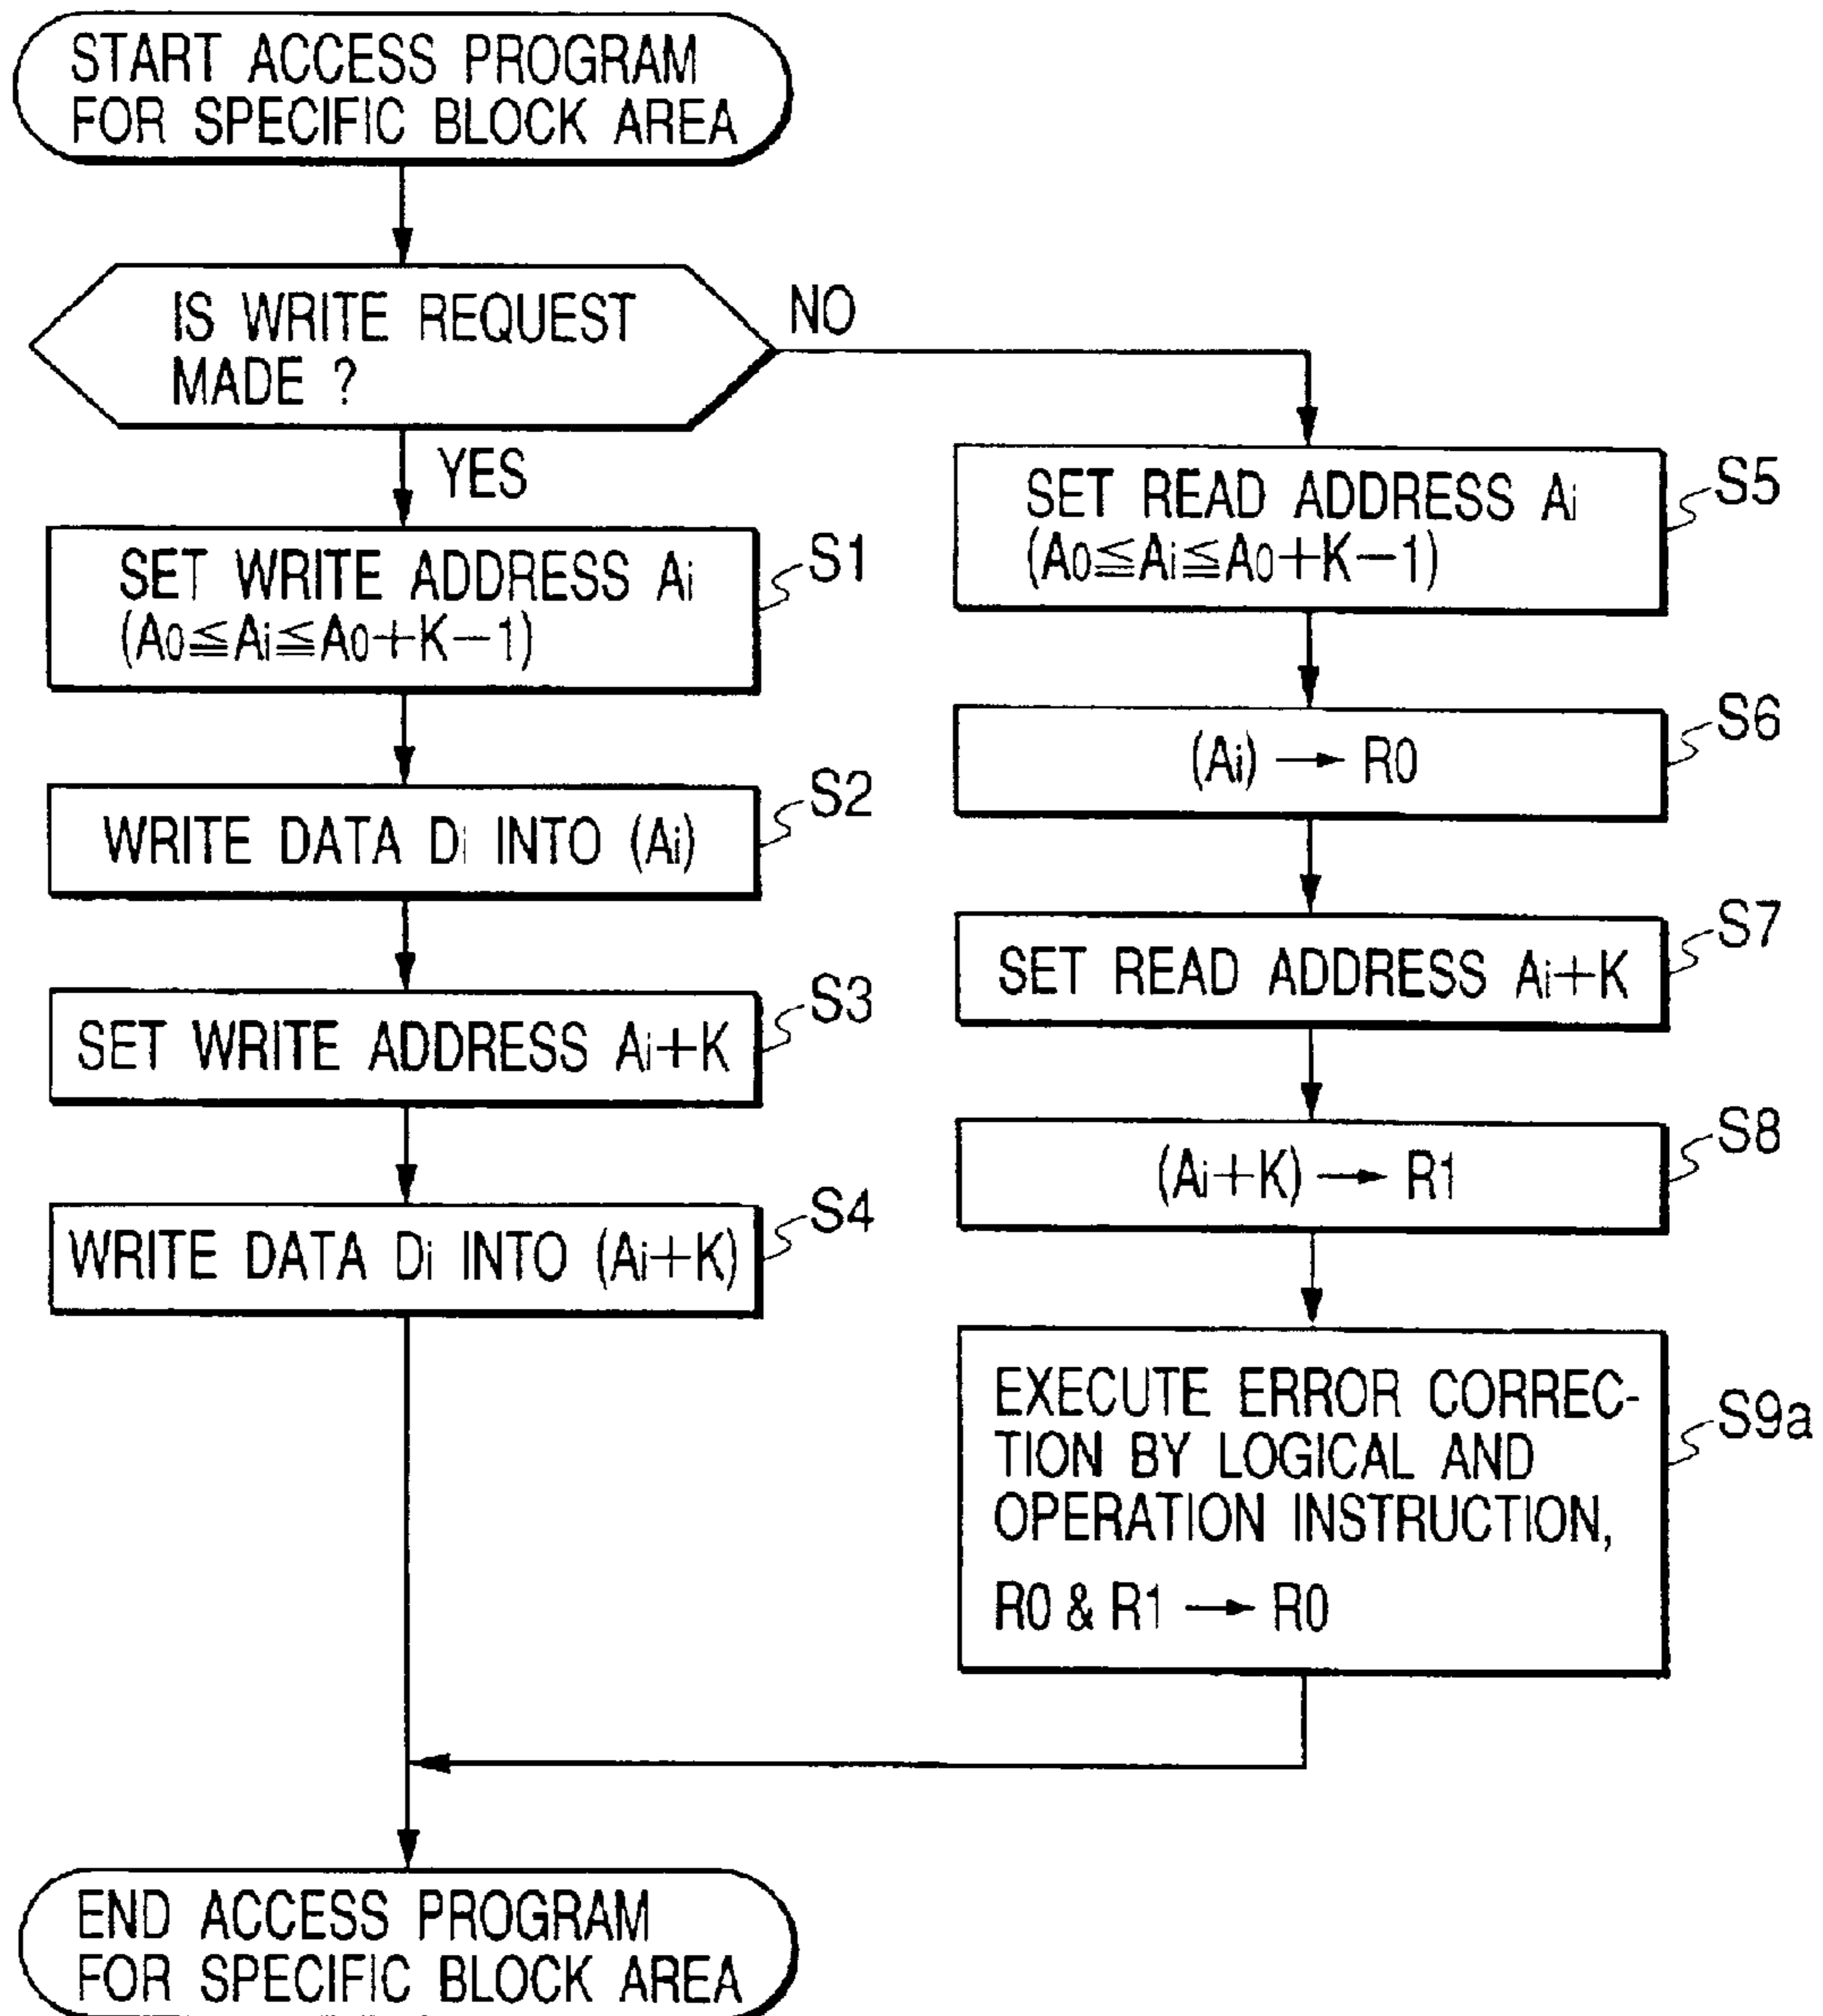 START ACCESS PROGRAM
FOR SPECIFIC BLOCK AREA
IS WRITE REQUEST
MADE ?
NO
YES
SET WRITE ADDRESS Ai
(A0≦Ai≦A0+K−1)
S1
WRITE DATA Di INTO (Ai)
S2
SET WRITE ADDRESS Ai+K
S3
WRITE DATA Di INTO (Ai+K)
S4
SET READ ADDRESS Ai
(A0≦Ai≦A0+K−1)
S5
(Ai) → R0
S6
SET READ ADDRESS Ai+K
S7
(Ai+K) → R1
S8
EXECUTE ERROR CORREC-
TION BY LOGICAL AND
OPERATION INSTRUCTION,
R0 & R1 → R0
S9a
END ACCESS PROGRAM
FOR SPECIFIC BLOCK AREA